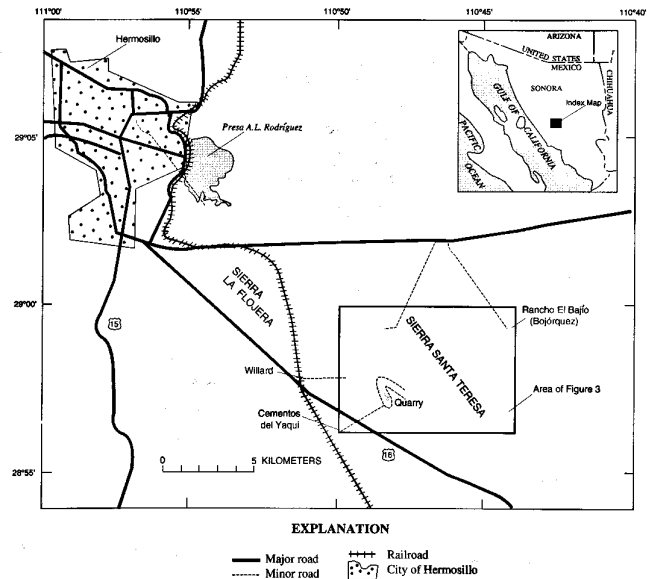 111°00' 110°55' 110°50' 110°45' 110°40'
Hermosillo
ARIZONA
UNITED STATES
MEXICO
CHIHUAHUA
SONORA
Index Map
GULF OF CALIFORNIA
PACIFIC
OCEAN
29°05'
Presa A.L. Rodríguez
SIERRA
LA FLOJERA
29°00'
15
Rancho El Bajío
(Bojórquez)
SIERRA SANTA TERESA
Willard
Quarry
Area of Figure 3
Cementos
del Yaqui
16
28°55'
0 5 KILOMETERS
EXPLANATION
Major road
Railroad
Minor road
City of Hermosillo